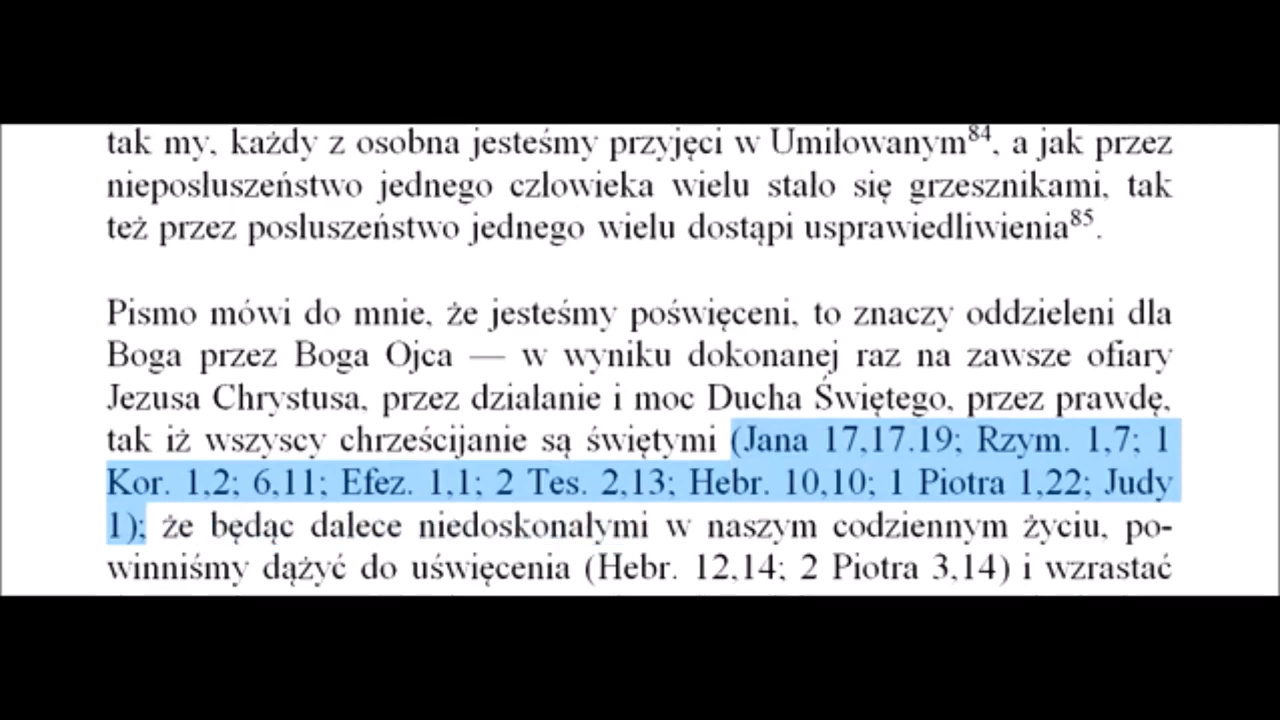 tak my, każdy z osobna jesteśmy przyjęci w Umiłowanym⁸⁴, a jak przez
nieposłuszeństwo jednego człowieka wielu stało się grzesznikami, tak
też przez posłuszeństwo jednego wielu dostąpi usprawiedliwienia⁸⁵.
Pismo mówi do mnie, że jesteśmy poświęceni, to znaczy oddzieleni dla
Boga przez Boga Ojca — w wyniku dokonanej raz na zawsze ofiary
Jezusa Chrystusa, przez działanie i moc Ducha Świętego, przez prawdę,
tak iż wszyscy chrześcijanie są świętymi (Jana 17,17.19; Rzym. 1,7; 1
Kor. 1,2; 6,11; Efez. 1,1; 2 Tes. 2,13; Hebr. 10,10; 1 Piotra 1,22; Judy
1); że będąc dalece niedoskonałymi w naszym codziennym życiu, po-
winniśmy dążyć do uświęcenia (Hebr. 12,14; 2 Piotra 3,14) i wzrastać